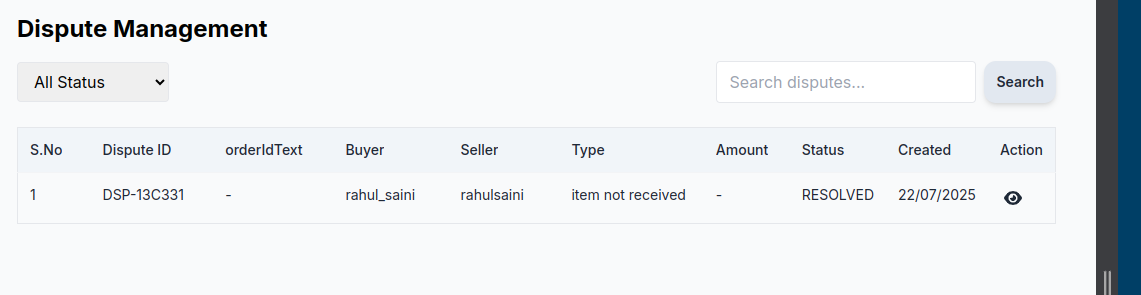 Dispute Management
All Status
Search disputes...
Search
S.No Dispute ID orderIdText Buyer Seller Type Amount Status Created Action
1 DSP-13C331 - rahul_saini rahulsaini item not received - RESOLVED 22/07/2025